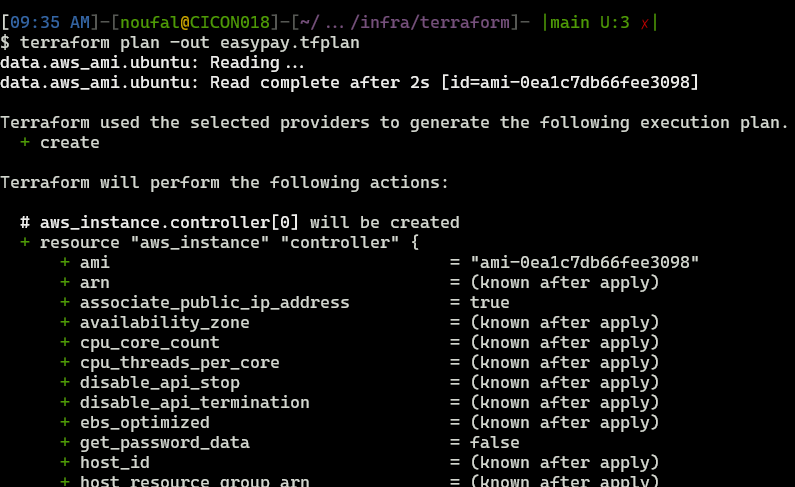 [09:35 AM]-[noufal@CICON018]-[~/ … /infra/terraform]- |main U:3 ✗|
$ terraform plan -out easypay.tfplan
data.aws_ami.ubuntu: Reading...
data.aws_ami.ubuntu: Read complete after 2s [id=ami-0ea1c7db66fee3098]
Terraform used the selected providers to generate the following execution plan.
+ create
Terraform will perform the following actions:
# aws_instance.controller[0] will be created
+ resource "aws_instance" "controller" {
+ ami = "ami-0ea1c7db66fee3098"
+ arn = (known after apply)
+ associate_public_ip_address = true
+ availability_zone = (known after apply)
+ cpu_core_count = (known after apply)
+ cpu_threads_per_core = (known after apply)
+ disable_api_stop = (known after apply)
+ disable_api_termination = (known after apply)
+ ebs_optimized = (known after apply)
+ get_password_data = false
+ host_id = (known after apply)
+ host_resource_group_arn = (known after apply)